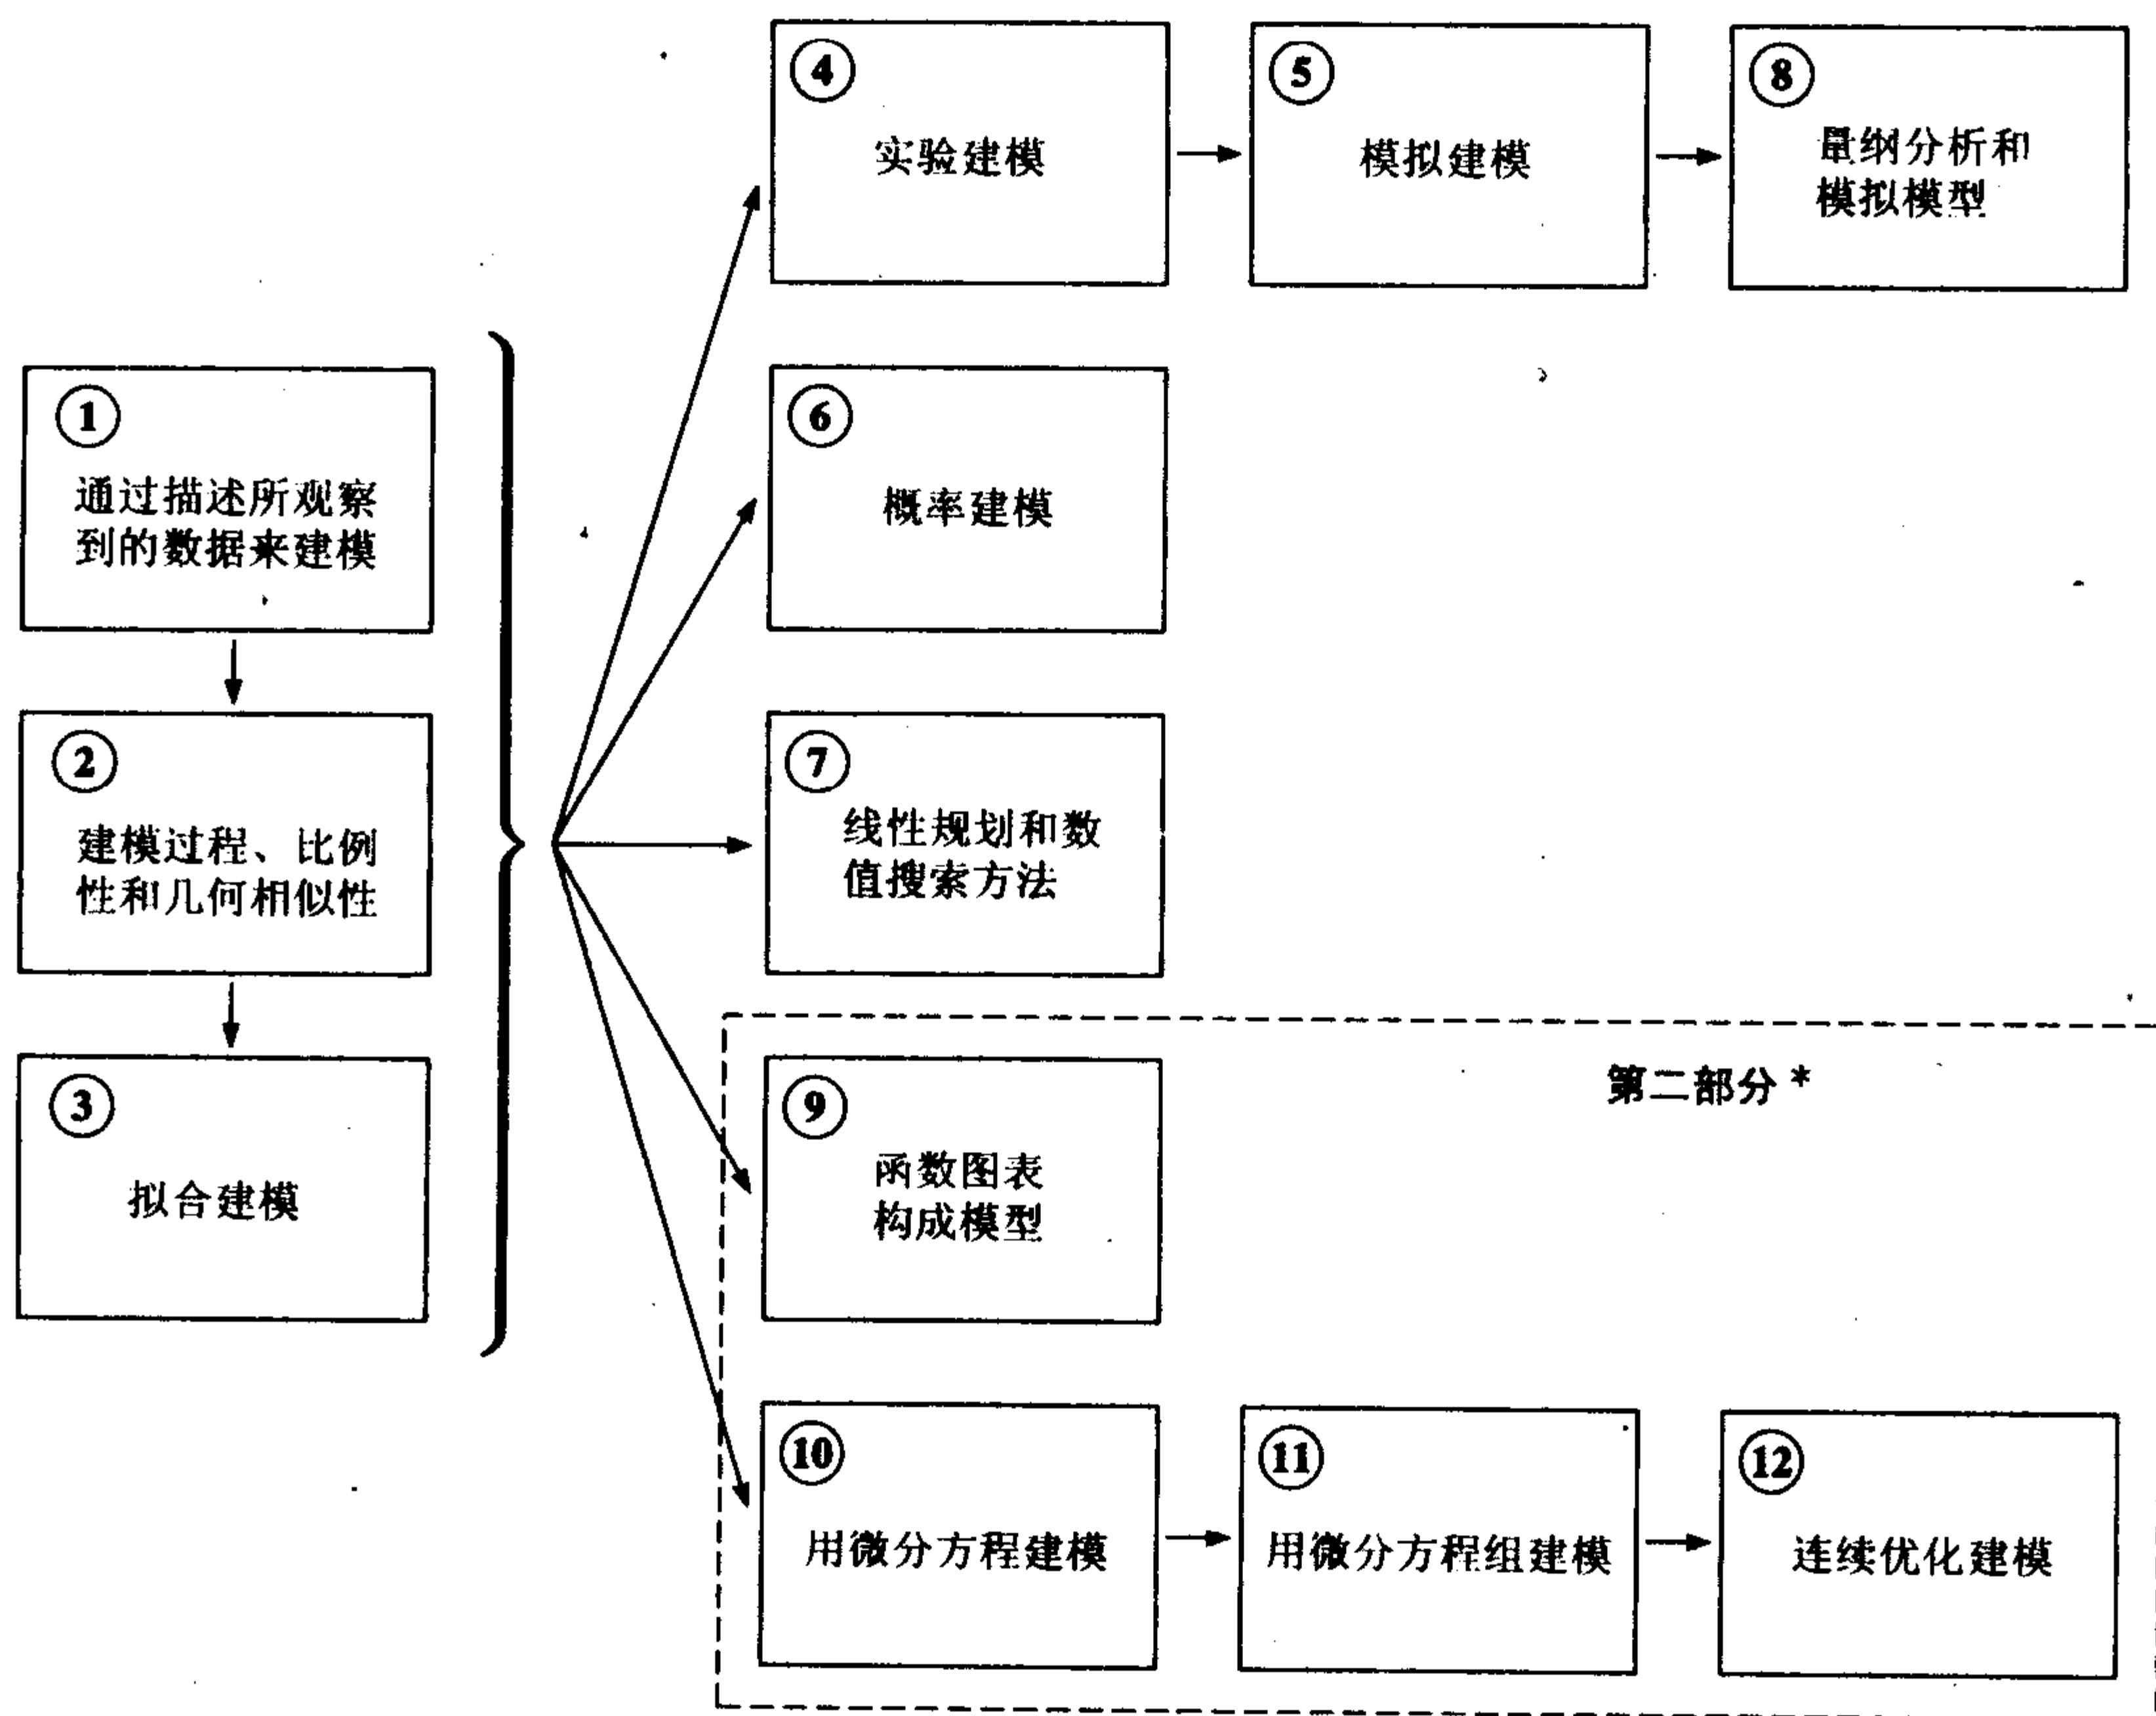 ①
通过描述所观察
到的数据来建模
②
建模过程、比例
性和几何相似性
③
拟合建模
④
实验建模
⑤
模拟建模
⑧
量纲分析和
模拟模型
⑥
概率建模
⑦
线性规划和数
值搜索方法
第二部分*
⑨
函数图表
构成模型
⑩
用微分方程建模
⑪
用微分方程组建模
⑫
连续优化建模